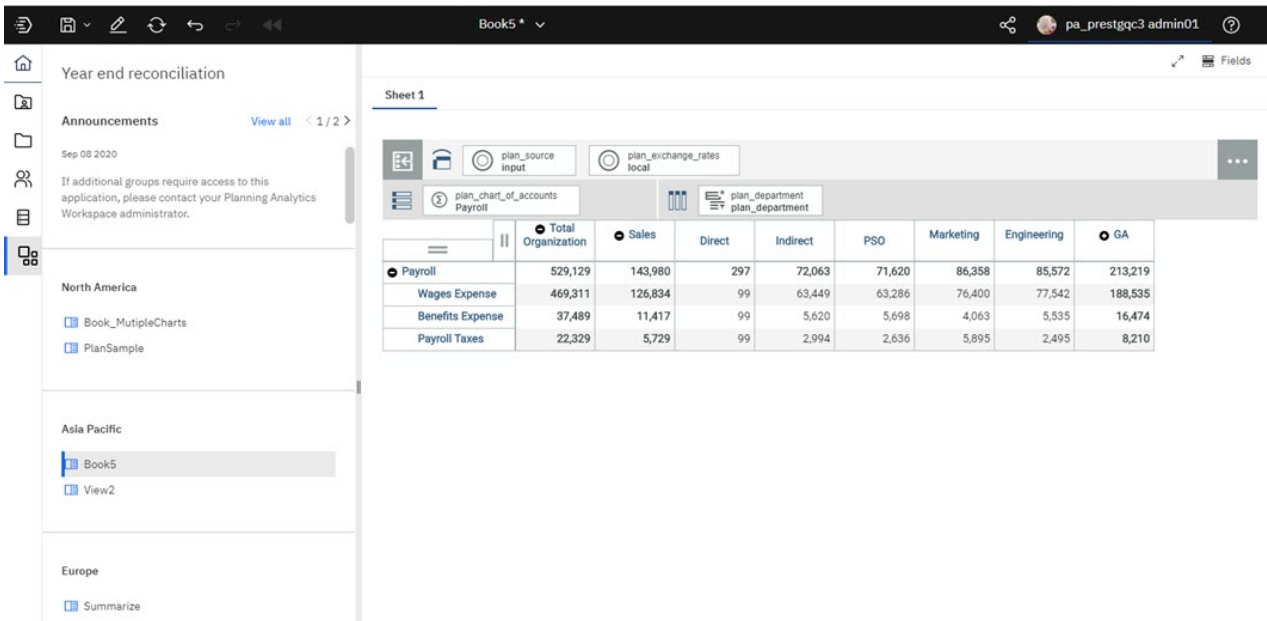 Book5 *
pa_prestgqc3 admin01
Year end reconciliation
Announcements View all 1 / 2
Sep 08 2020
If additional groups require access to this
application, please contact your Planning Analytics
Workspace administrator.
North America
Book_MutipleCharts
PlanSample
Asia Pacific
Book5
View2
Europe
Summarize
Fields
Sheet 1
plan_source
input
plan_exchange_rates
local
plan_chart_of_accounts
Payroll
plan_department
plan_department
Total Organization Sales Direct Indirect PSO Marketing Engineering GA
Payroll 529,129 143,980 297 72,063 71,620 86,358 85,572 213,219
Wages Expense 469,311 126,834 99 63,449 63,286 76,400 77,542 188,535
Benefits Expense 37,489 11,417 99 5,620 5,698 4,063 5,535 16,474
Payroll Taxes 22,329 5,729 99 2,994 2,636 5,895 2,495 8,210